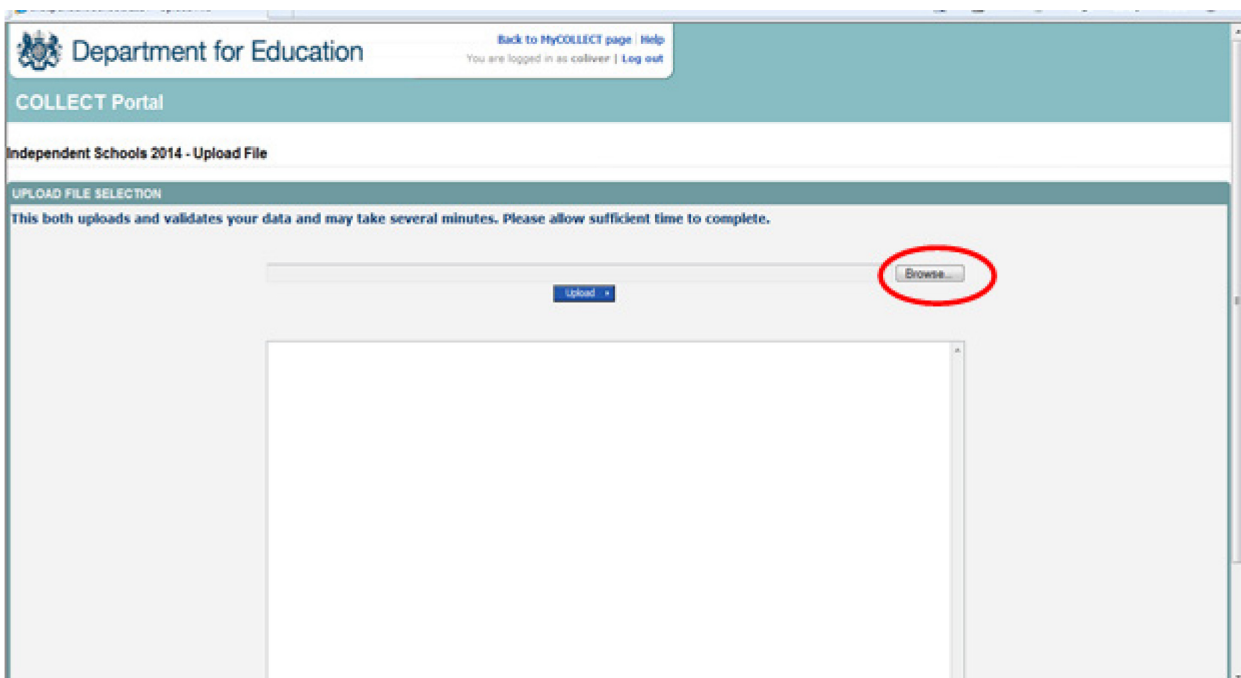 Department for Education
Back to MyCOLLECT page | Help
You are logged in as coliver | Log out
COLLECT Portal
Independent Schools 2014 - Upload File
UPLOAD FILE SELECTION
This both uploads and validates your data and may take several minutes. Please allow sufficient time to complete.
Browse...
Upload